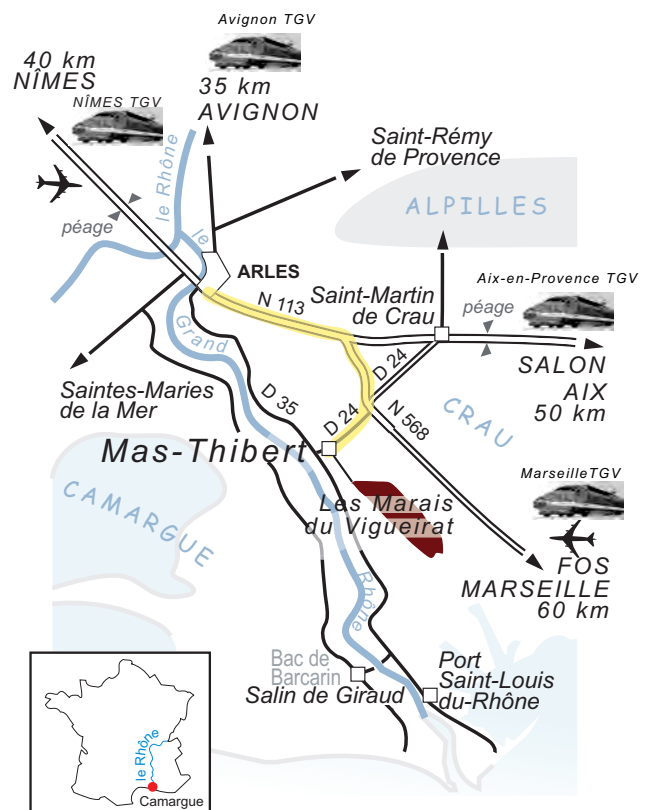 Avignon TGV
40 km
NÎMES
NÎMES TGV
35 km
AVIGNON
Saint-Rémy
de Provence
le Rhône
péage
le
ALPILLES
ARLES
Aix-en-Provence TGV
N 113
Saint-Martin
de Crau
péage
Grand
D 24
SALON
AIX
50 km
Saintes-Maries
de la Mer
D 35
CRAU
D 24
N 568
Mas-Thibert
CAMARGUE
Les Marais
du Vigueirat
MarseilleTGV
FOS
MARSEILLE
60 km
Rhône
Bac de
Barcarin
Salin de Giraud
Port
Saint-Louis
du-Rhône
le Rhône
Camargue